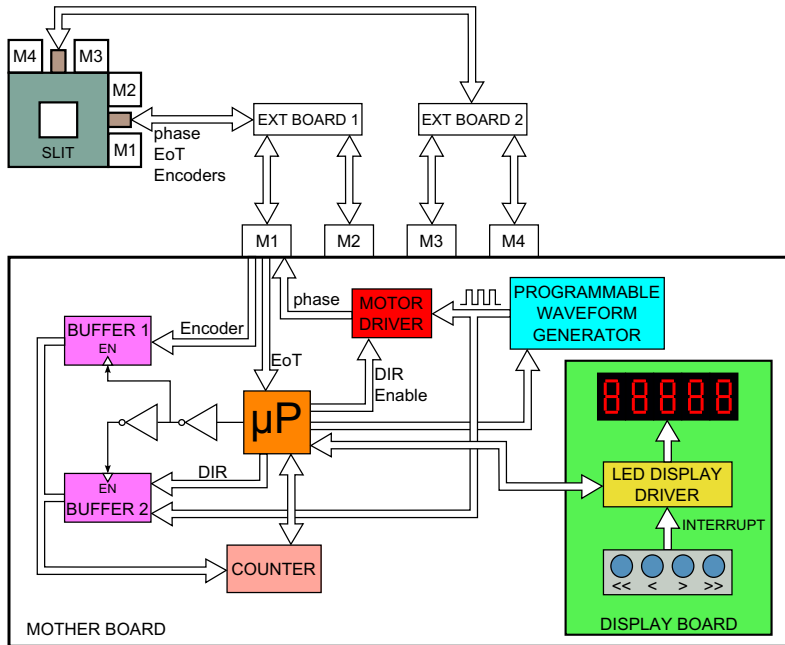 M4
M3
M2
M1
SLIT
phase
EoT
Encoders
EXT BOARD 1
EXT BOARD 2
M1
M2
M3
M4
BUFFER 1
EN
Encoder
EoT
phase
MOTOR
DRIVER
PROGRAMMABLE
WAVEFORM
GENERATOR
DIR
Enable
µP
DIR
EN
BUFFER 2
COUNTER
88888
LED DISPLAY
DRIVER
INTERRUPT
<< < > >>
DISPLAY BOARD
MOTHER BOARD